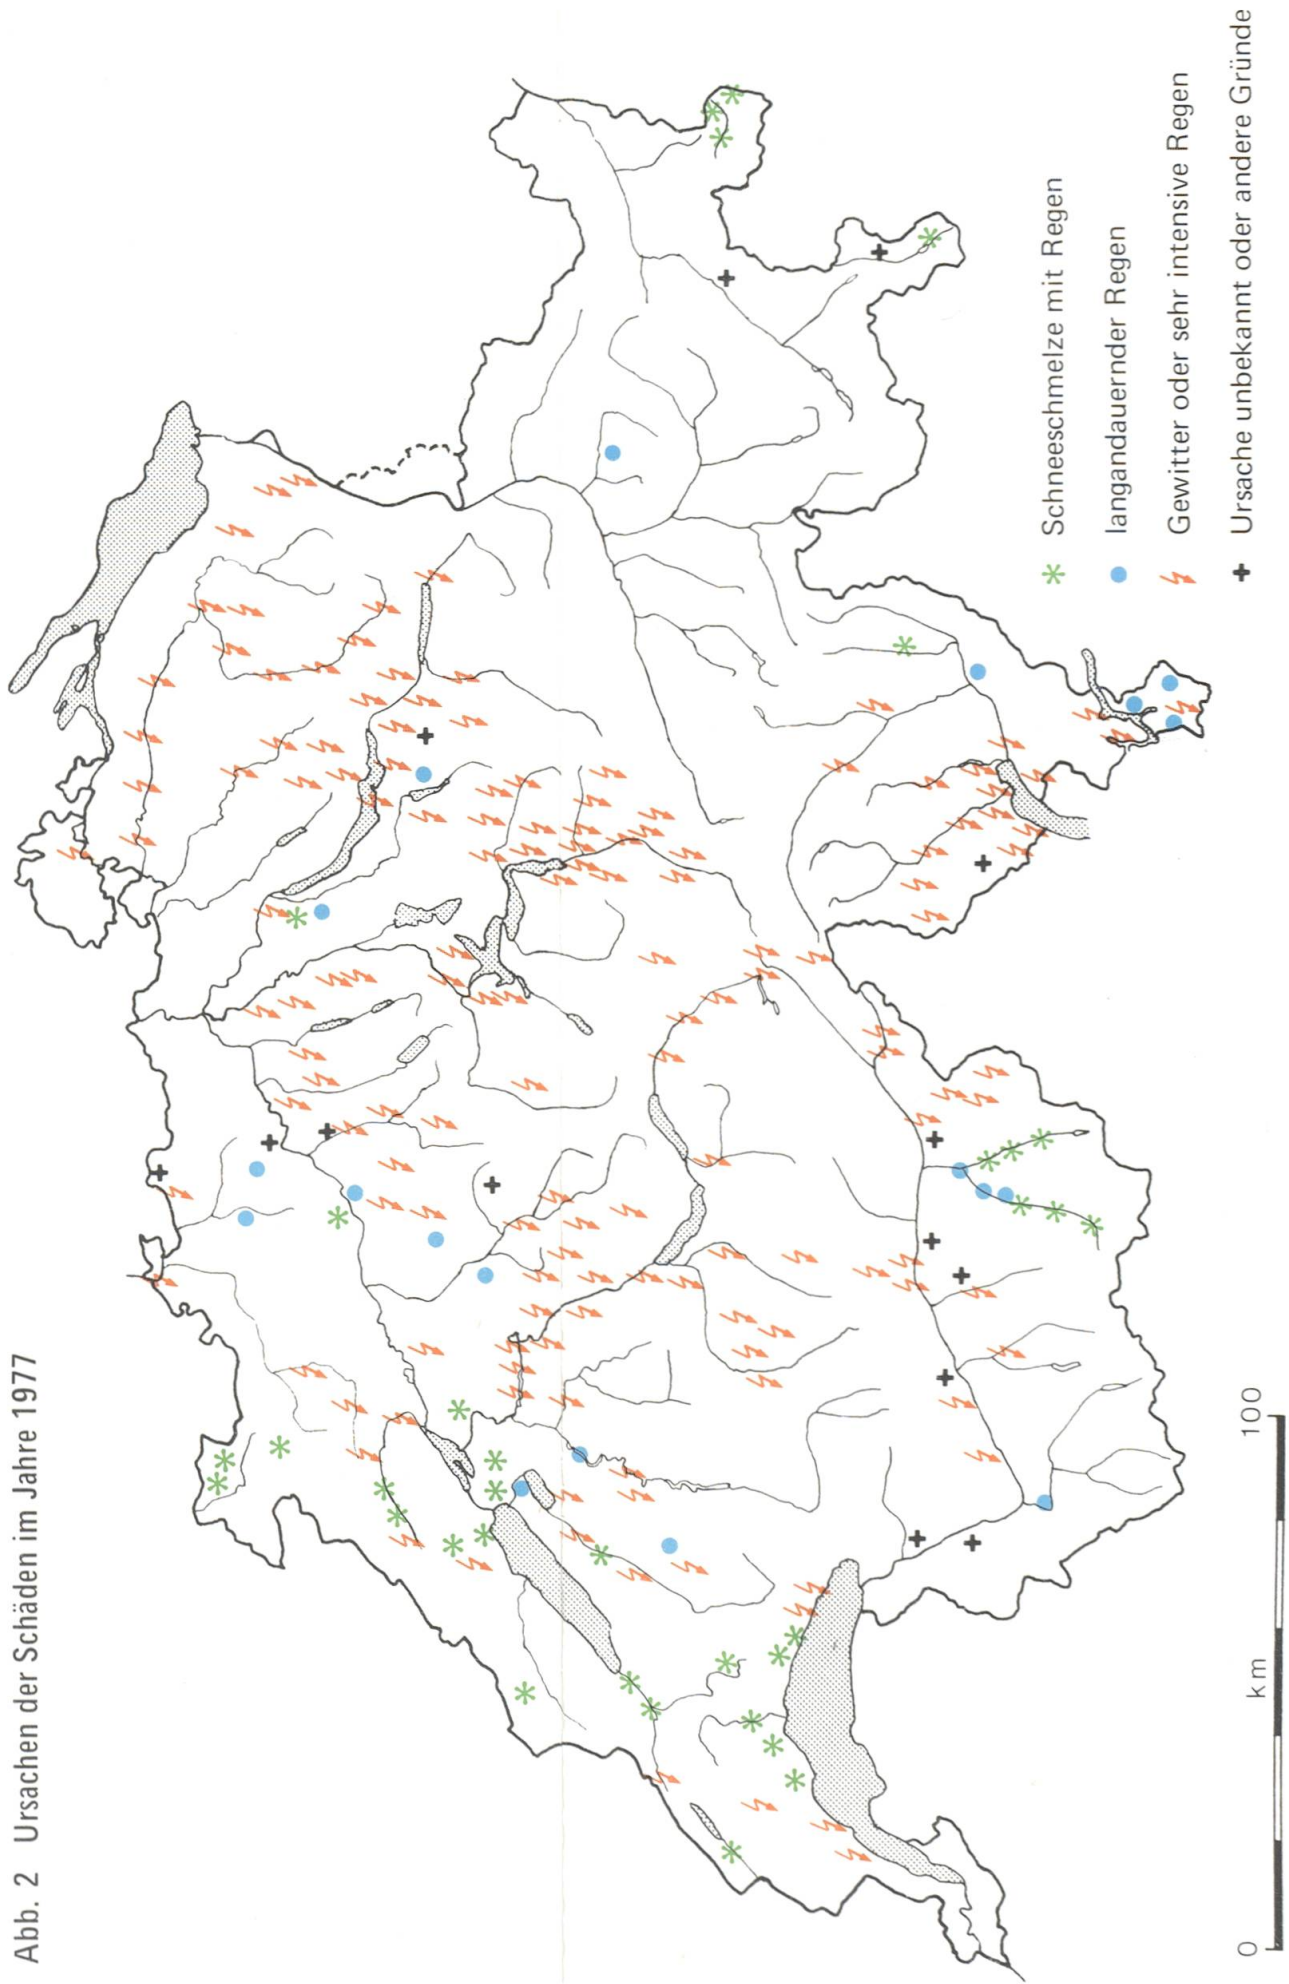 Abb. 2 Ursachen der Schäden im Jahre 1977
Schneeschmelze mit Regen
langandauernder Regen
Gewitter oder sehr intensive Regen
Ursache unbekannt oder andere Gründe
0 km 100